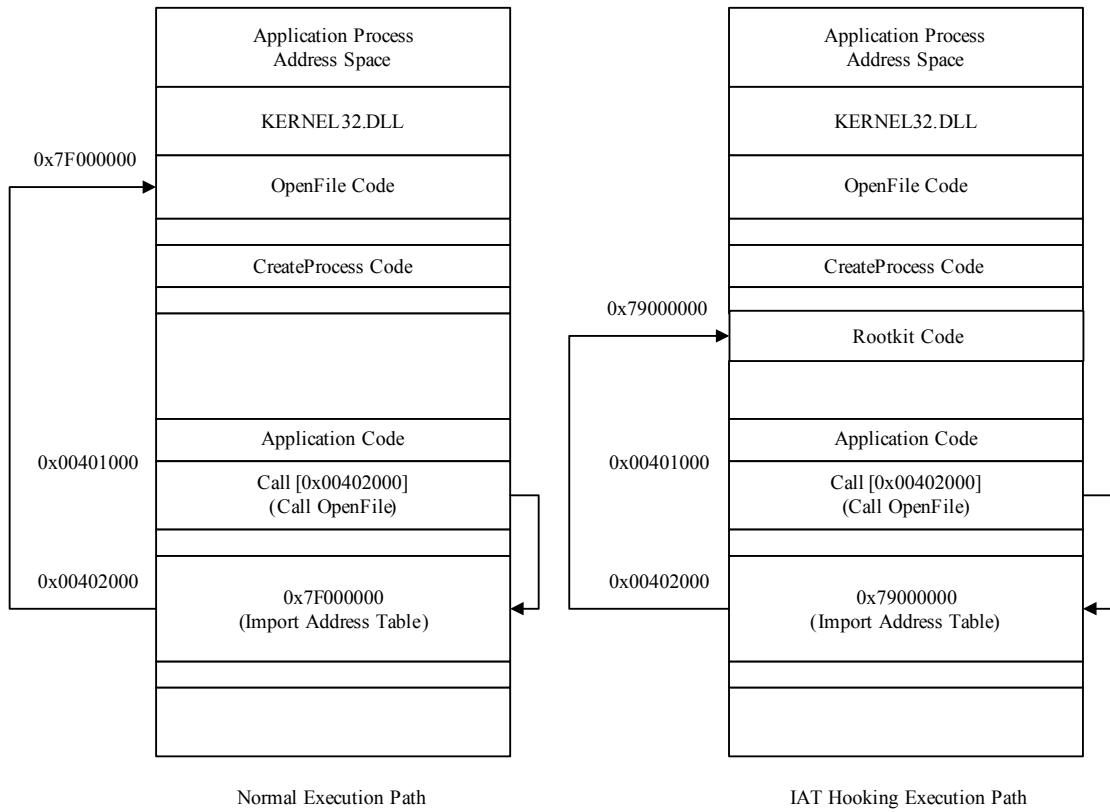 Application Process
Address Space
KERNEL32.DLL
0x7F000000
OpenFile Code
CreateProcess Code
Application Code
0x00401000
Call [0x00402000]
(Call OpenFile)
0x00402000
0x7F000000
(Import Address Table)
Normal Execution Path
Application Process
Address Space
KERNEL32.DLL
OpenFile Code
CreateProcess Code
0x79000000
Rootkit Code
Application Code
0x00401000
Call [0x00402000]
(Call OpenFile)
0x00402000
0x79000000
(Import Address Table)
IAT Hooking Execution Path